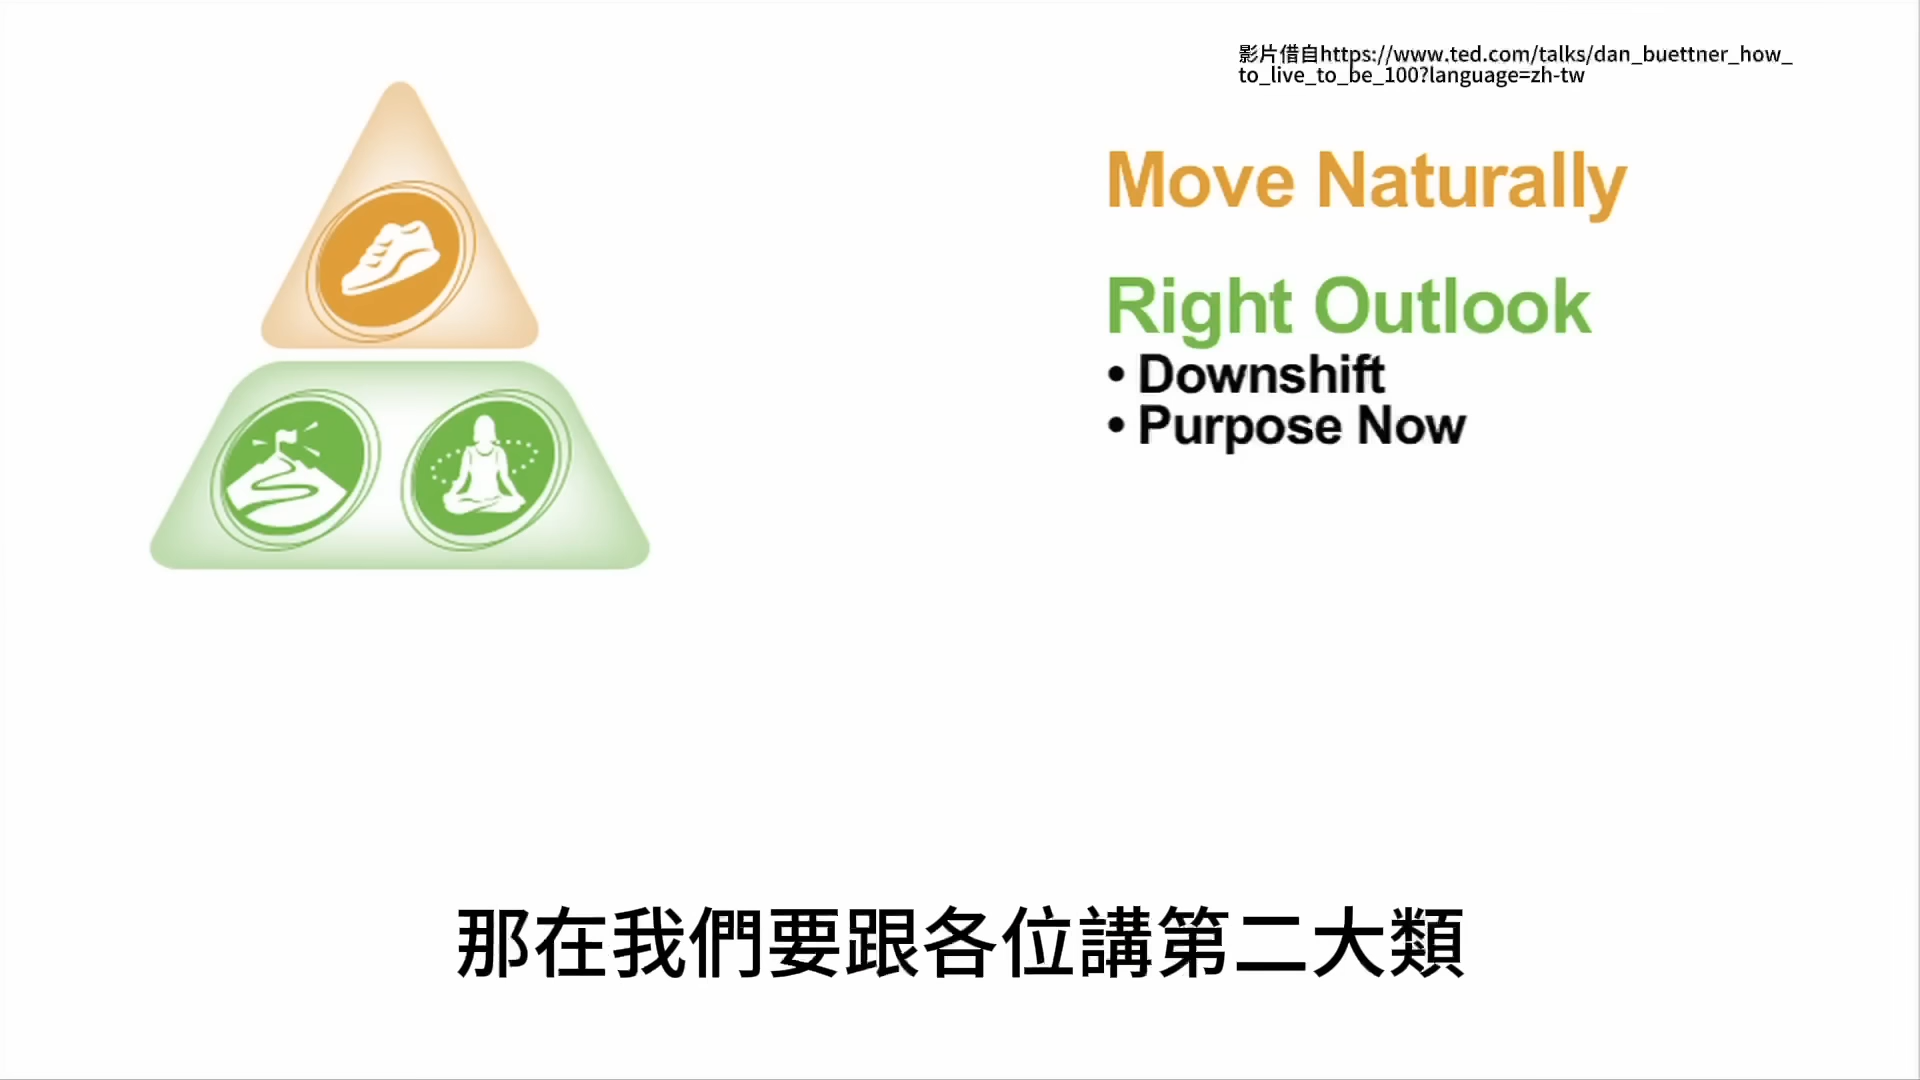 影片借自https://www.ted.com/talks/dan_buettner_how_
to_live_to_be_100?language=zh-tw
Move Naturally
Right Outlook
• Downshift
• Purpose Now
那在我們要跟各位講第二大類